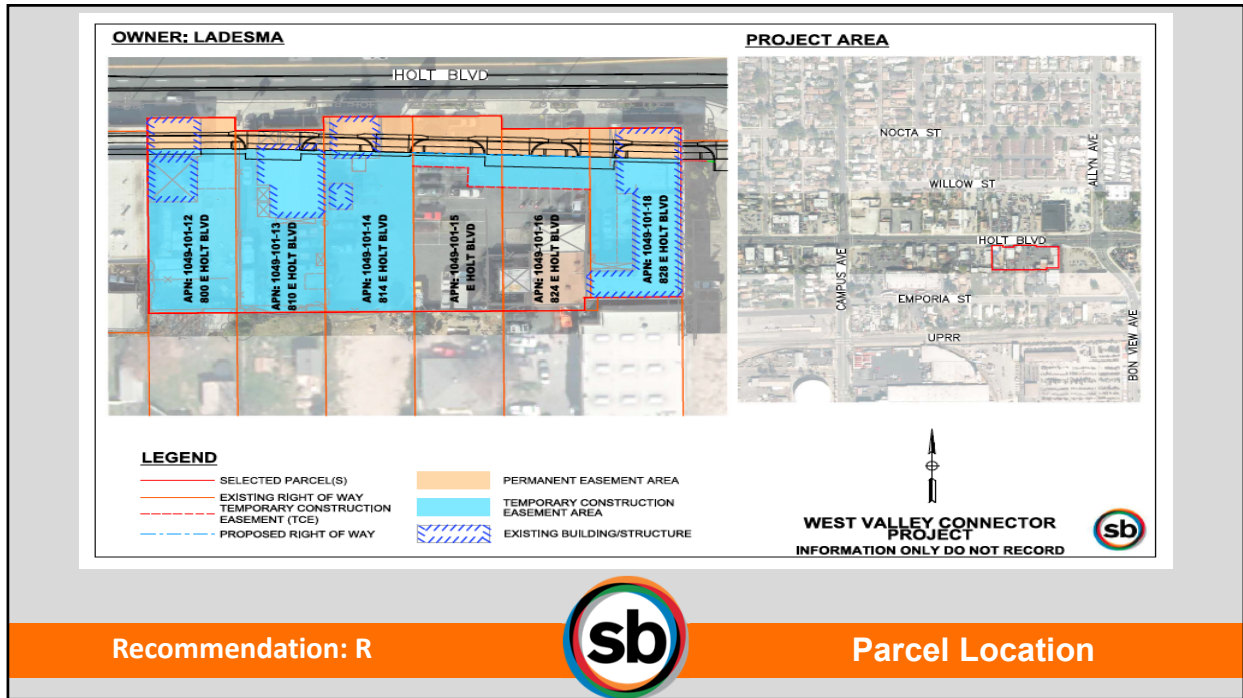 OWNER: LADESMA
PROJECT AREA
HOLT BLVD
APN: 1049-101-12
800 E HOLT BLVD
APN: 1049-101-13
810 E HOLT BLVD
APN: 1049-101-14
814 E HOLT BLVD
APN: 1049-101-15
E HOLT BLVD
APN: 1049-101-16
824 E HOLT BLVD
APN: 1049-101-18
828 E HOLT BLVD
NOCTA ST
WILLOW ST
ALLYN AVE
HOLT BLVD
CAMPUS AVE
EMPORIA ST
UPRR
BON VIEW AVE
LEGEND
SELECTED PARCEL(S)
EXISTING RIGHT OF WAY
TEMPORARY CONSTRUCTION
EASEMENT (TCE)
PROPOSED RIGHT OF WAY
PERMANENT EASEMENT AREA
TEMPORARY CONSTRUCTION
EASEMENT AREA
EXISTING BUILDING/STRUCTURE
WEST VALLEY CONNECTOR
PROJECT
INFORMATION ONLY DO NOT RECORD
sb
Recommendation: R
sb
Parcel Location